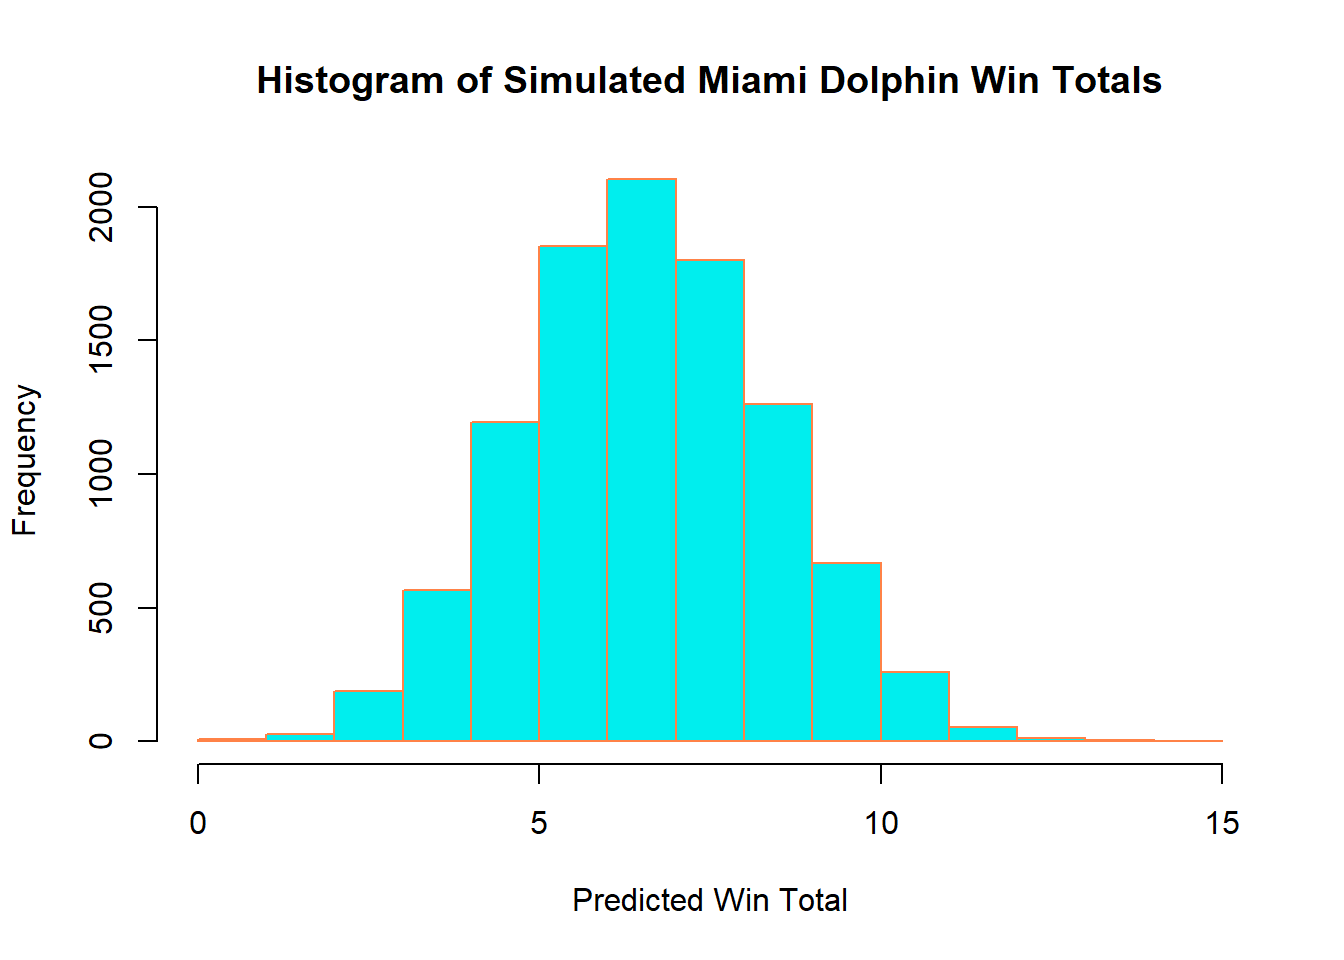 Histogram of Simulated Miami Dolphin Win Totals
2000
1500
1000
500
0
Frequency
0 5 10 15
Predicted Win Total